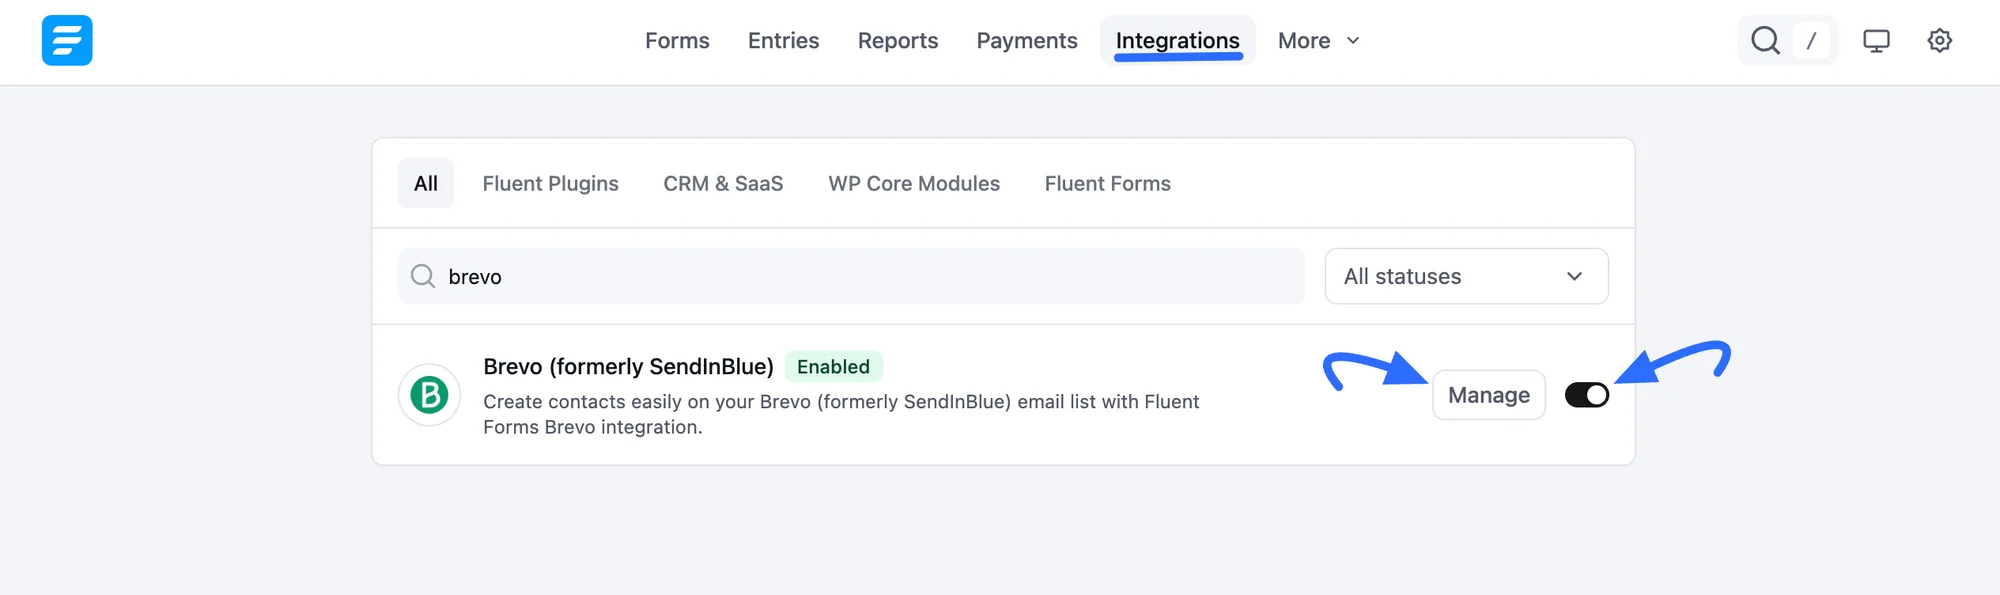 Forms Entries Reports Payments Integrations More /
All Fluent Plugins CRM & SaaS WP Core Modules Fluent Forms
brevo All statuses
Brevo (formerly SendInBlue) Enabled
Create contacts easily on your Brevo (formerly SendInBlue) email list with Fluent
Forms Brevo integration.
Manage
B